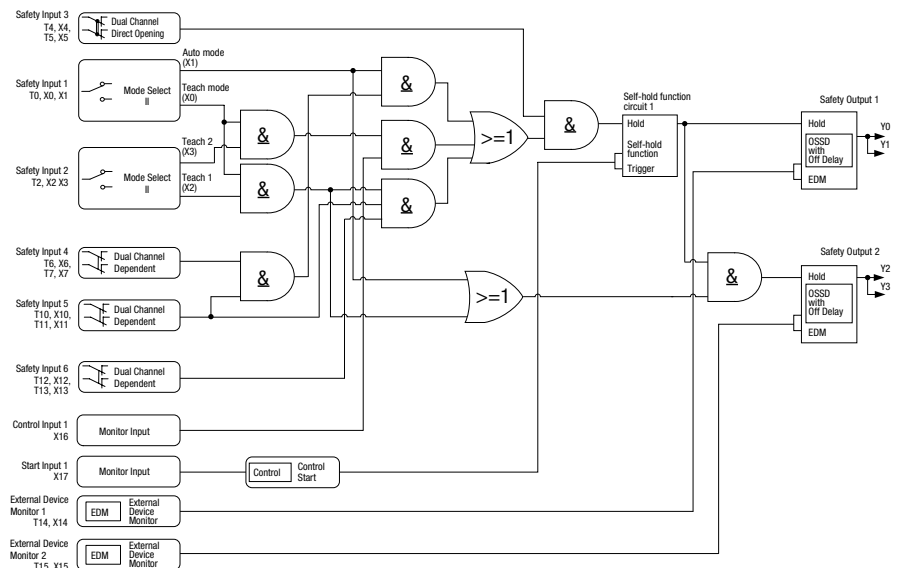 Safety Input 3
T4, X4,
T5, X5
Dual Channel
Direct Opening
Safety Input 1
T0, X0, X1
Mode Select
II
Auto mode
(X1)
Teach mode
(X0)
Safety Input 2
T2, X2 X3
Mode Select
II
Teach 2
(X3)
Teach 1
(X2)
Safety Input 4
T6, X6,
T7, X7
Dual Channel
Dependent
Safety Input 5
T10, X10,
T11, X11
Dual Channel
Dependent
Safety Input 6
T12, X12,
T13, X13
Dual Channel
Dependent
Control Input 1
X16
Monitor Input
Start Input 1
X17
Monitor Input
Control
Control
Start
External Device
Monitor 1
T14, X14
EDM
External
Device
Monitor
External Device
Monitor 2
T15, X15
EDM
External
Device
Monitor
&
&
&
&
&
&
>=1
>=1
&
&
Self-hold function
circuit 1
Hold
Self-hold
function
Trigger
Safety Output 1
Hold
OSSD
with
Off Delay
EDM
Y0
Y1
Safety Output 2
Hold
OSSD
with
Off Delay
EDM
Y2
Y3